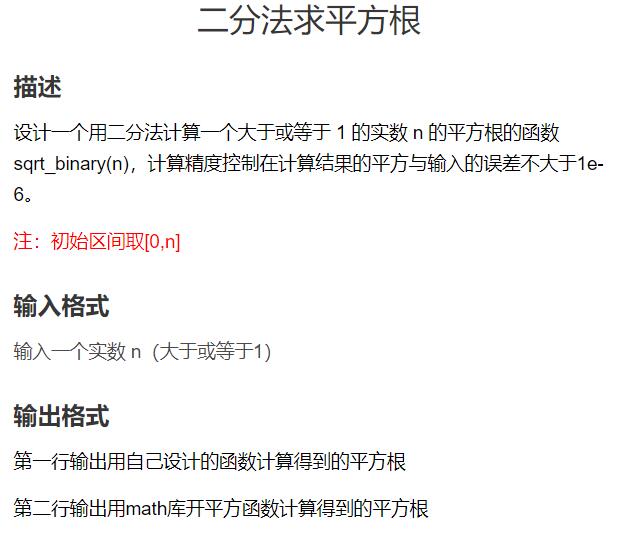 二分法求平方根
描述
设计一个用二分法计算一个大于或等于 1 的实数 n 的平方根的函数
sqrt_binary(n)，计算精度控制在计算结果的平方与输入的误差不大于1e-
6。
注：初始区间取[0,n]
输入格式
输入一个实数 n（大于或等于1）
输出格式
第一行输出用自己设计的函数计算得到的平方根
第二行输出用math库开平方函数计算得到的平方根